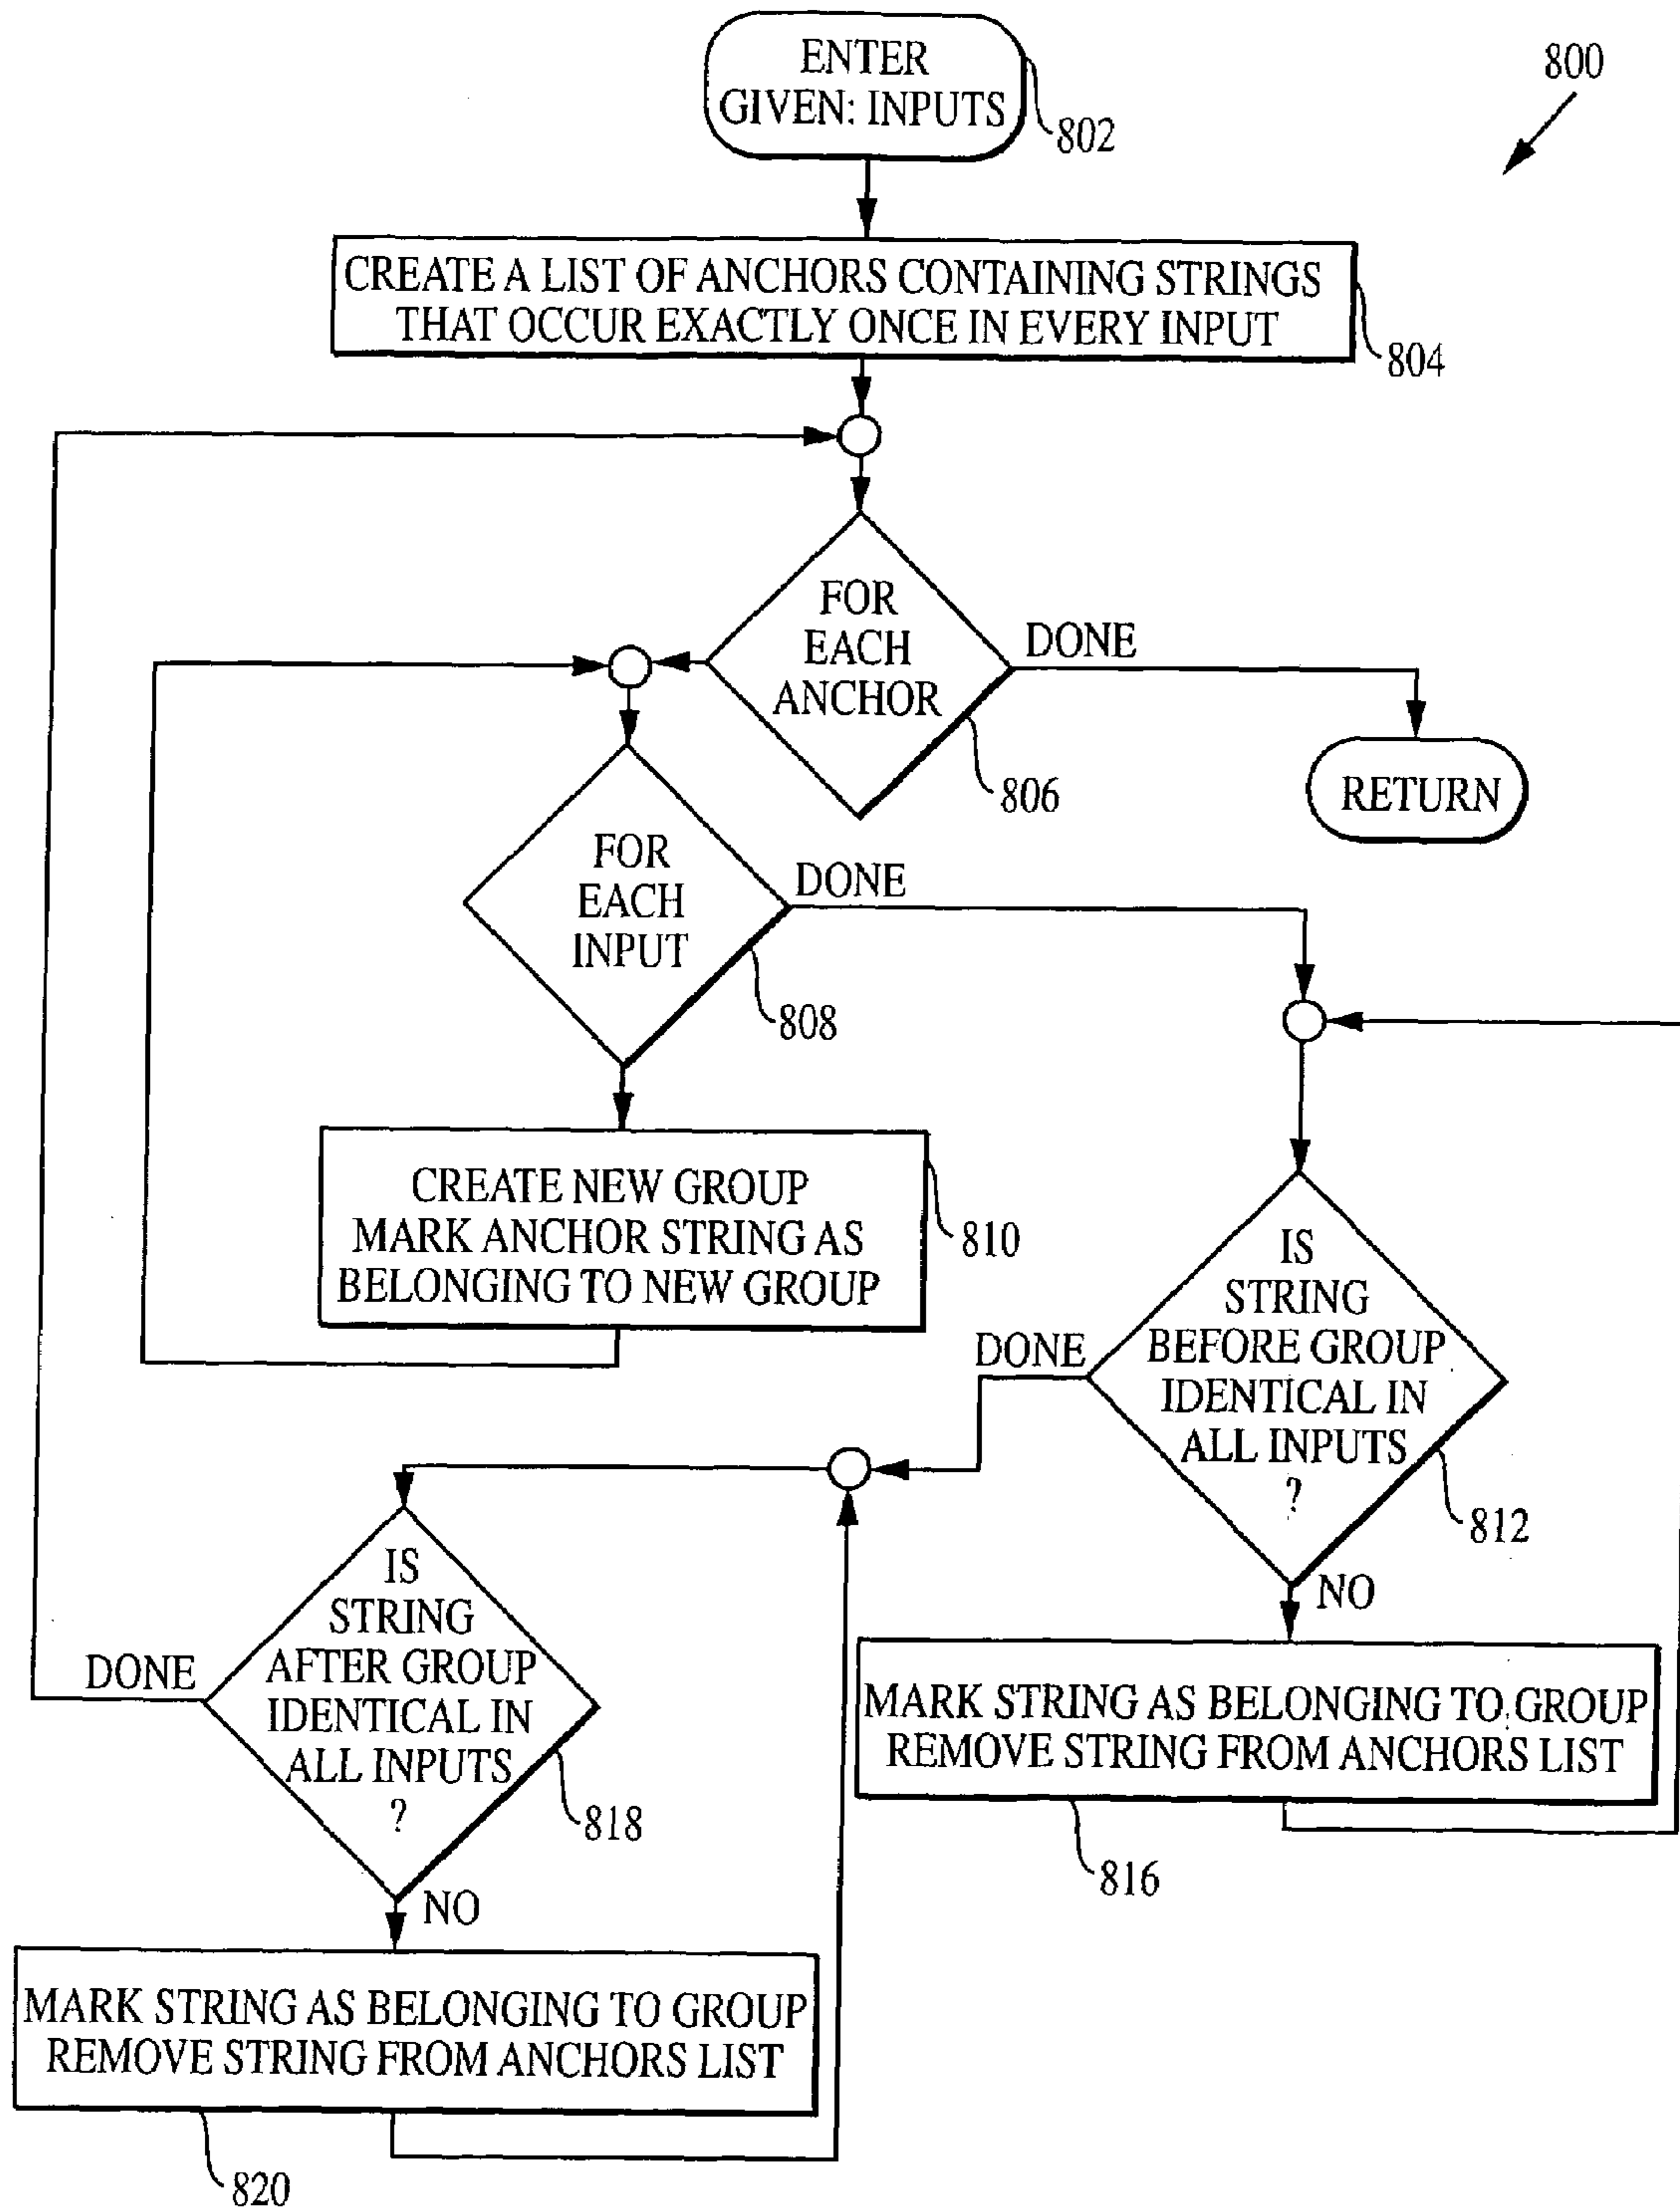 ENTER
GIVEN: INPUTS
802
800
CREATE A LIST OF ANCHORS CONTAINING STRINGS
THAT OCCUR EXACTLY ONCE IN EVERY INPUT
804
FOR
EACH
ANCHOR
DONE
806
RETURN
FOR
EACH
INPUT
DONE
808
CREATE NEW GROUP
MARK ANCHOR STRING AS
BELONGING TO NEW GROUP
810
IS
STRING
BEFORE GROUP
IDENTICAL IN
ALL INPUTS
?
DONE
812
NO
MARK STRING AS BELONGING TO GROUP
REMOVE STRING FROM ANCHORS LIST
816
IS
STRING
AFTER GROUP
IDENTICAL IN
ALL INPUTS
?
DONE
818
NO
MARK STRING AS BELONGING TO GROUP
REMOVE STRING FROM ANCHORS LIST
820